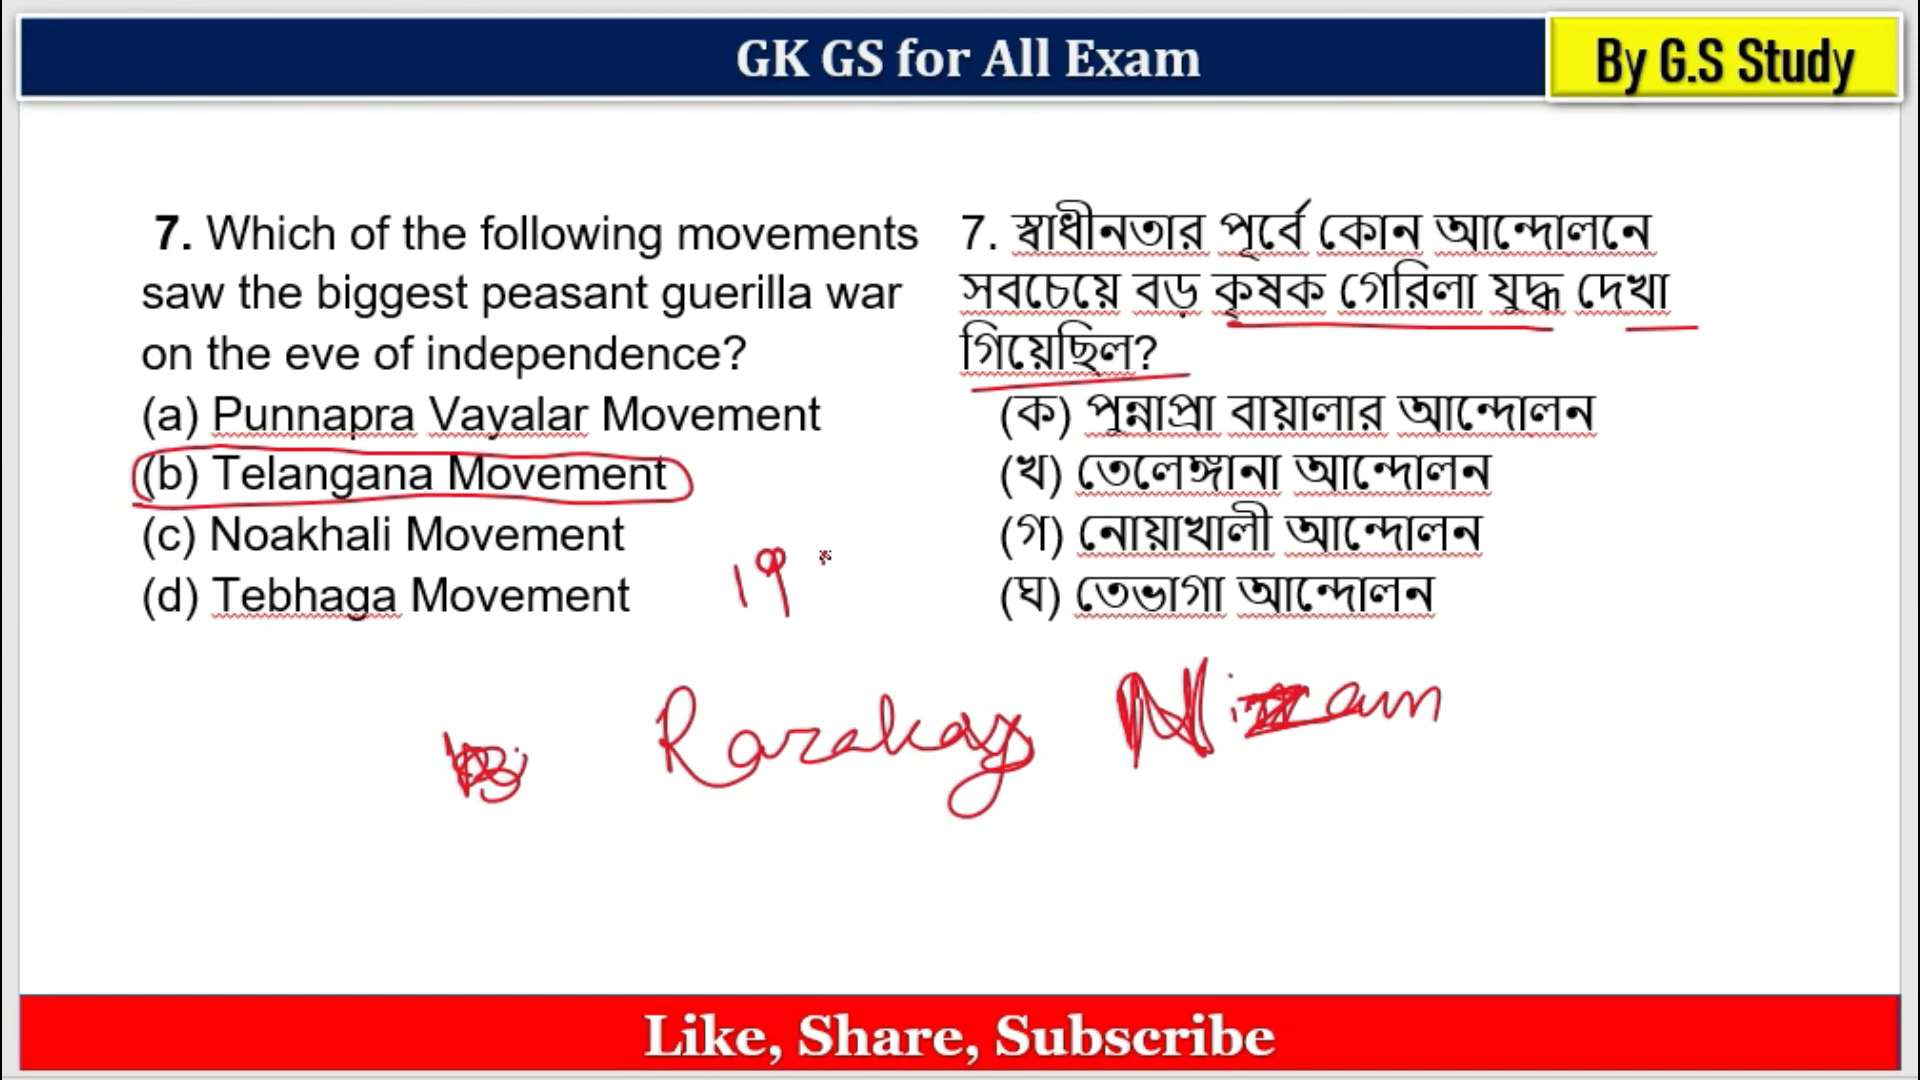 GK GS for All Exam
By G.S Study
7. Which of the following movements
saw the biggest peasant guerilla war
on the eve of independence?
(a) Punnapra Vayalar Movement
(b) Telangana Movement
(c) Noakhali Movement
(d) Tebhaga Movement
7. স্বাধীনতার পূর্বে কোন আন্দোলনে
সবচেয়ে বড় কৃষক গেরিলা যুদ্ধ দেখা
গিয়েছিল?
(ক) পুন্নাপ্রা বায়ালার আন্দোলন
(খ) তেলেঙ্গানা আন্দোলন
(গ) নোয়াখালী আন্দোলন
(ঘ) তেভাগা আন্দোলন
19
Like, Share, Subscribe